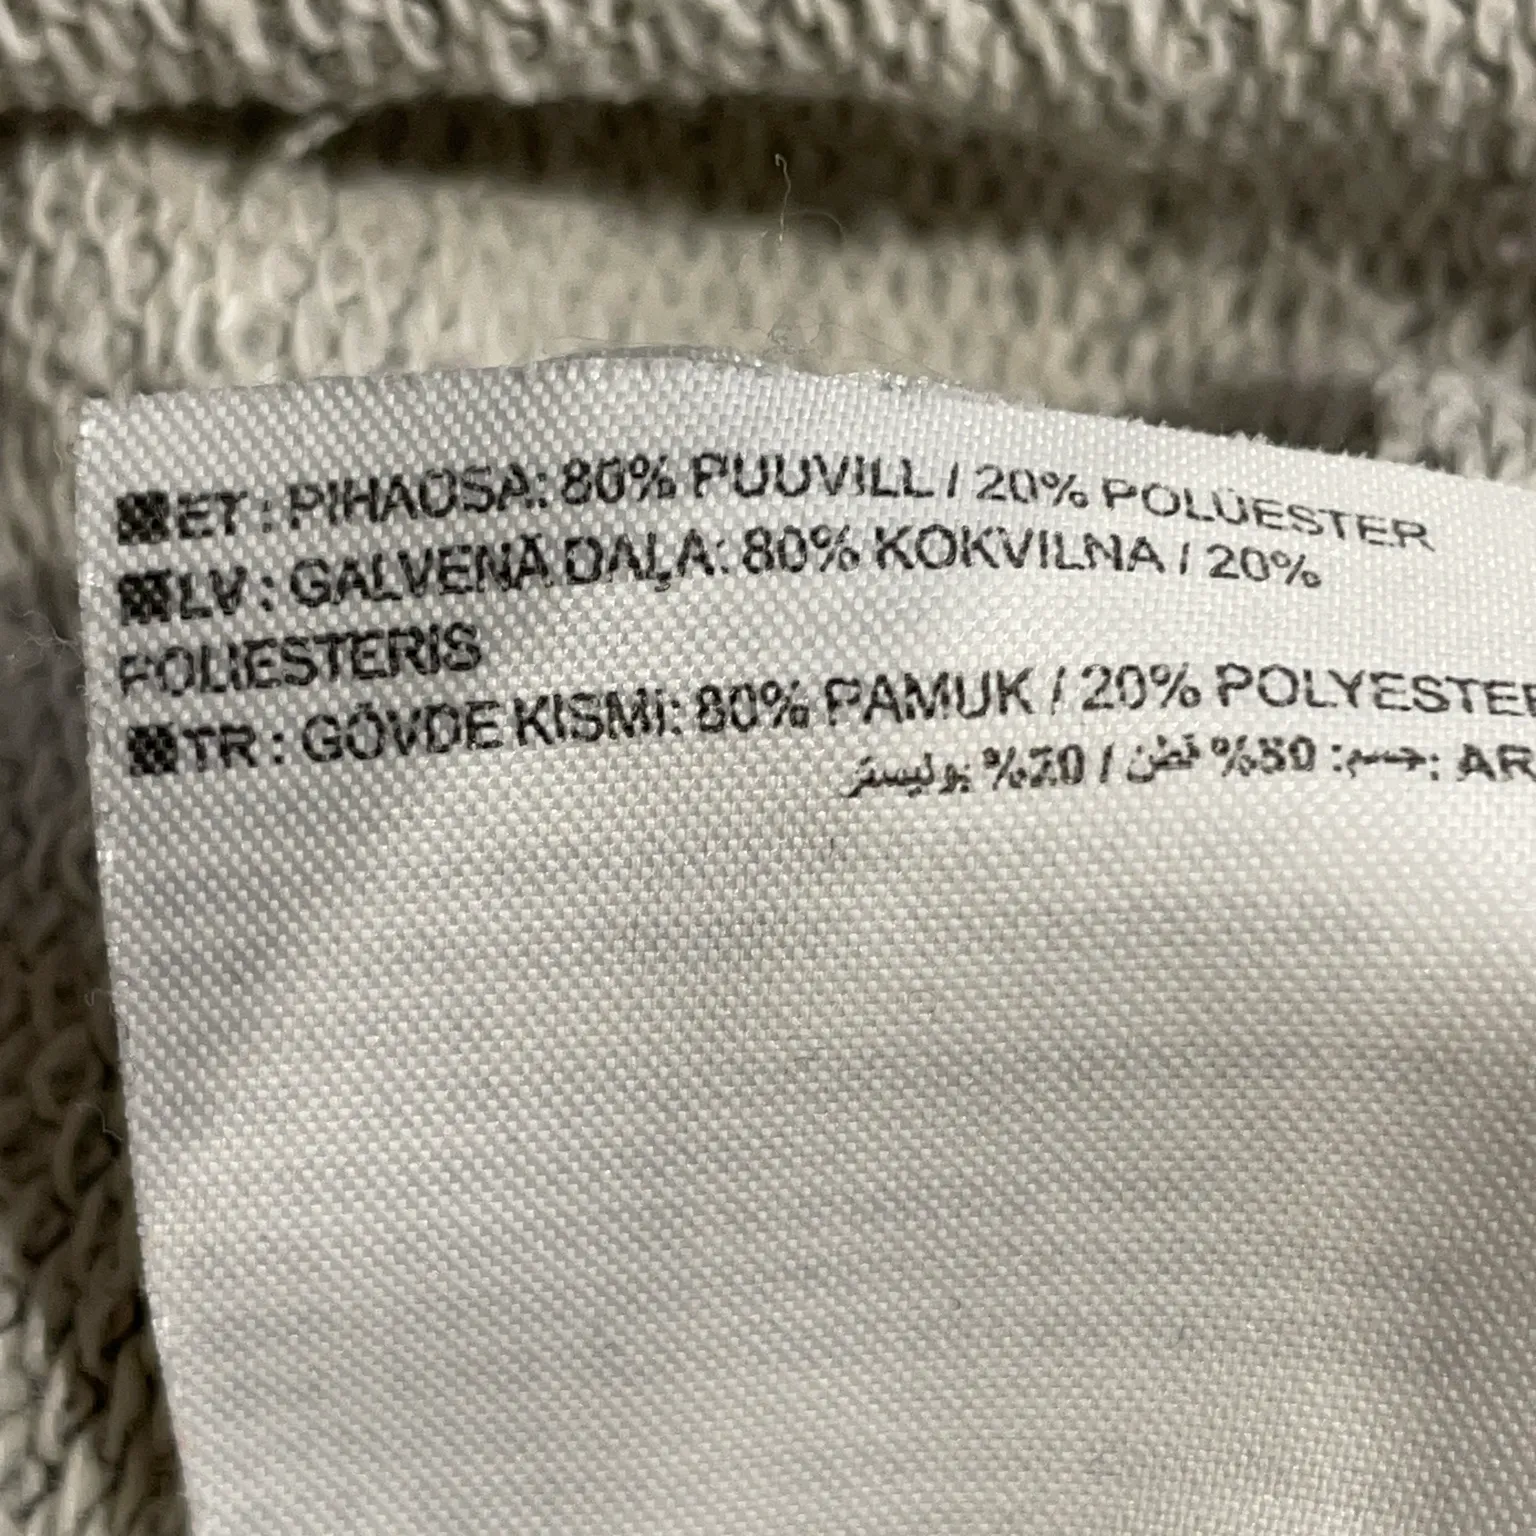 ET : PIHAOSA: 80% PUUVILL / 20% POLÜESTER
LV : GALVENĀ DAĻA: 80% KOKVILNA / 20%
POLIESTERIS
TR : GÖVDE KISMI: 80% PAMUK / 20% POLYESTER
AR: جسم: 80% قطن / 20% بوليستر